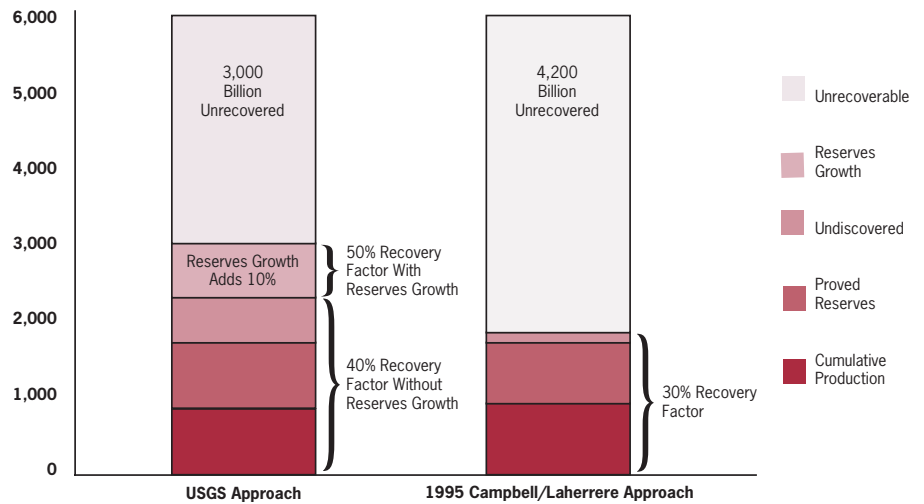 6,000
5,000
4,000
3,000
2,000
1,000
0
3,000
Billion
Unrecovered
Reserves Growth
Adds 10%
50% Recovery
Factor With
Reserves Growth
40% Recovery
Factor Without
Reserves Growth
USGS Approach
4,200
Billion
Unrecovered
30% Recovery
Factor
1995 Campbell/Laherrere Approach
Unrecoverable
Reserves
Growth
Undiscovered
Proved
Reserves
Cumulative
Production